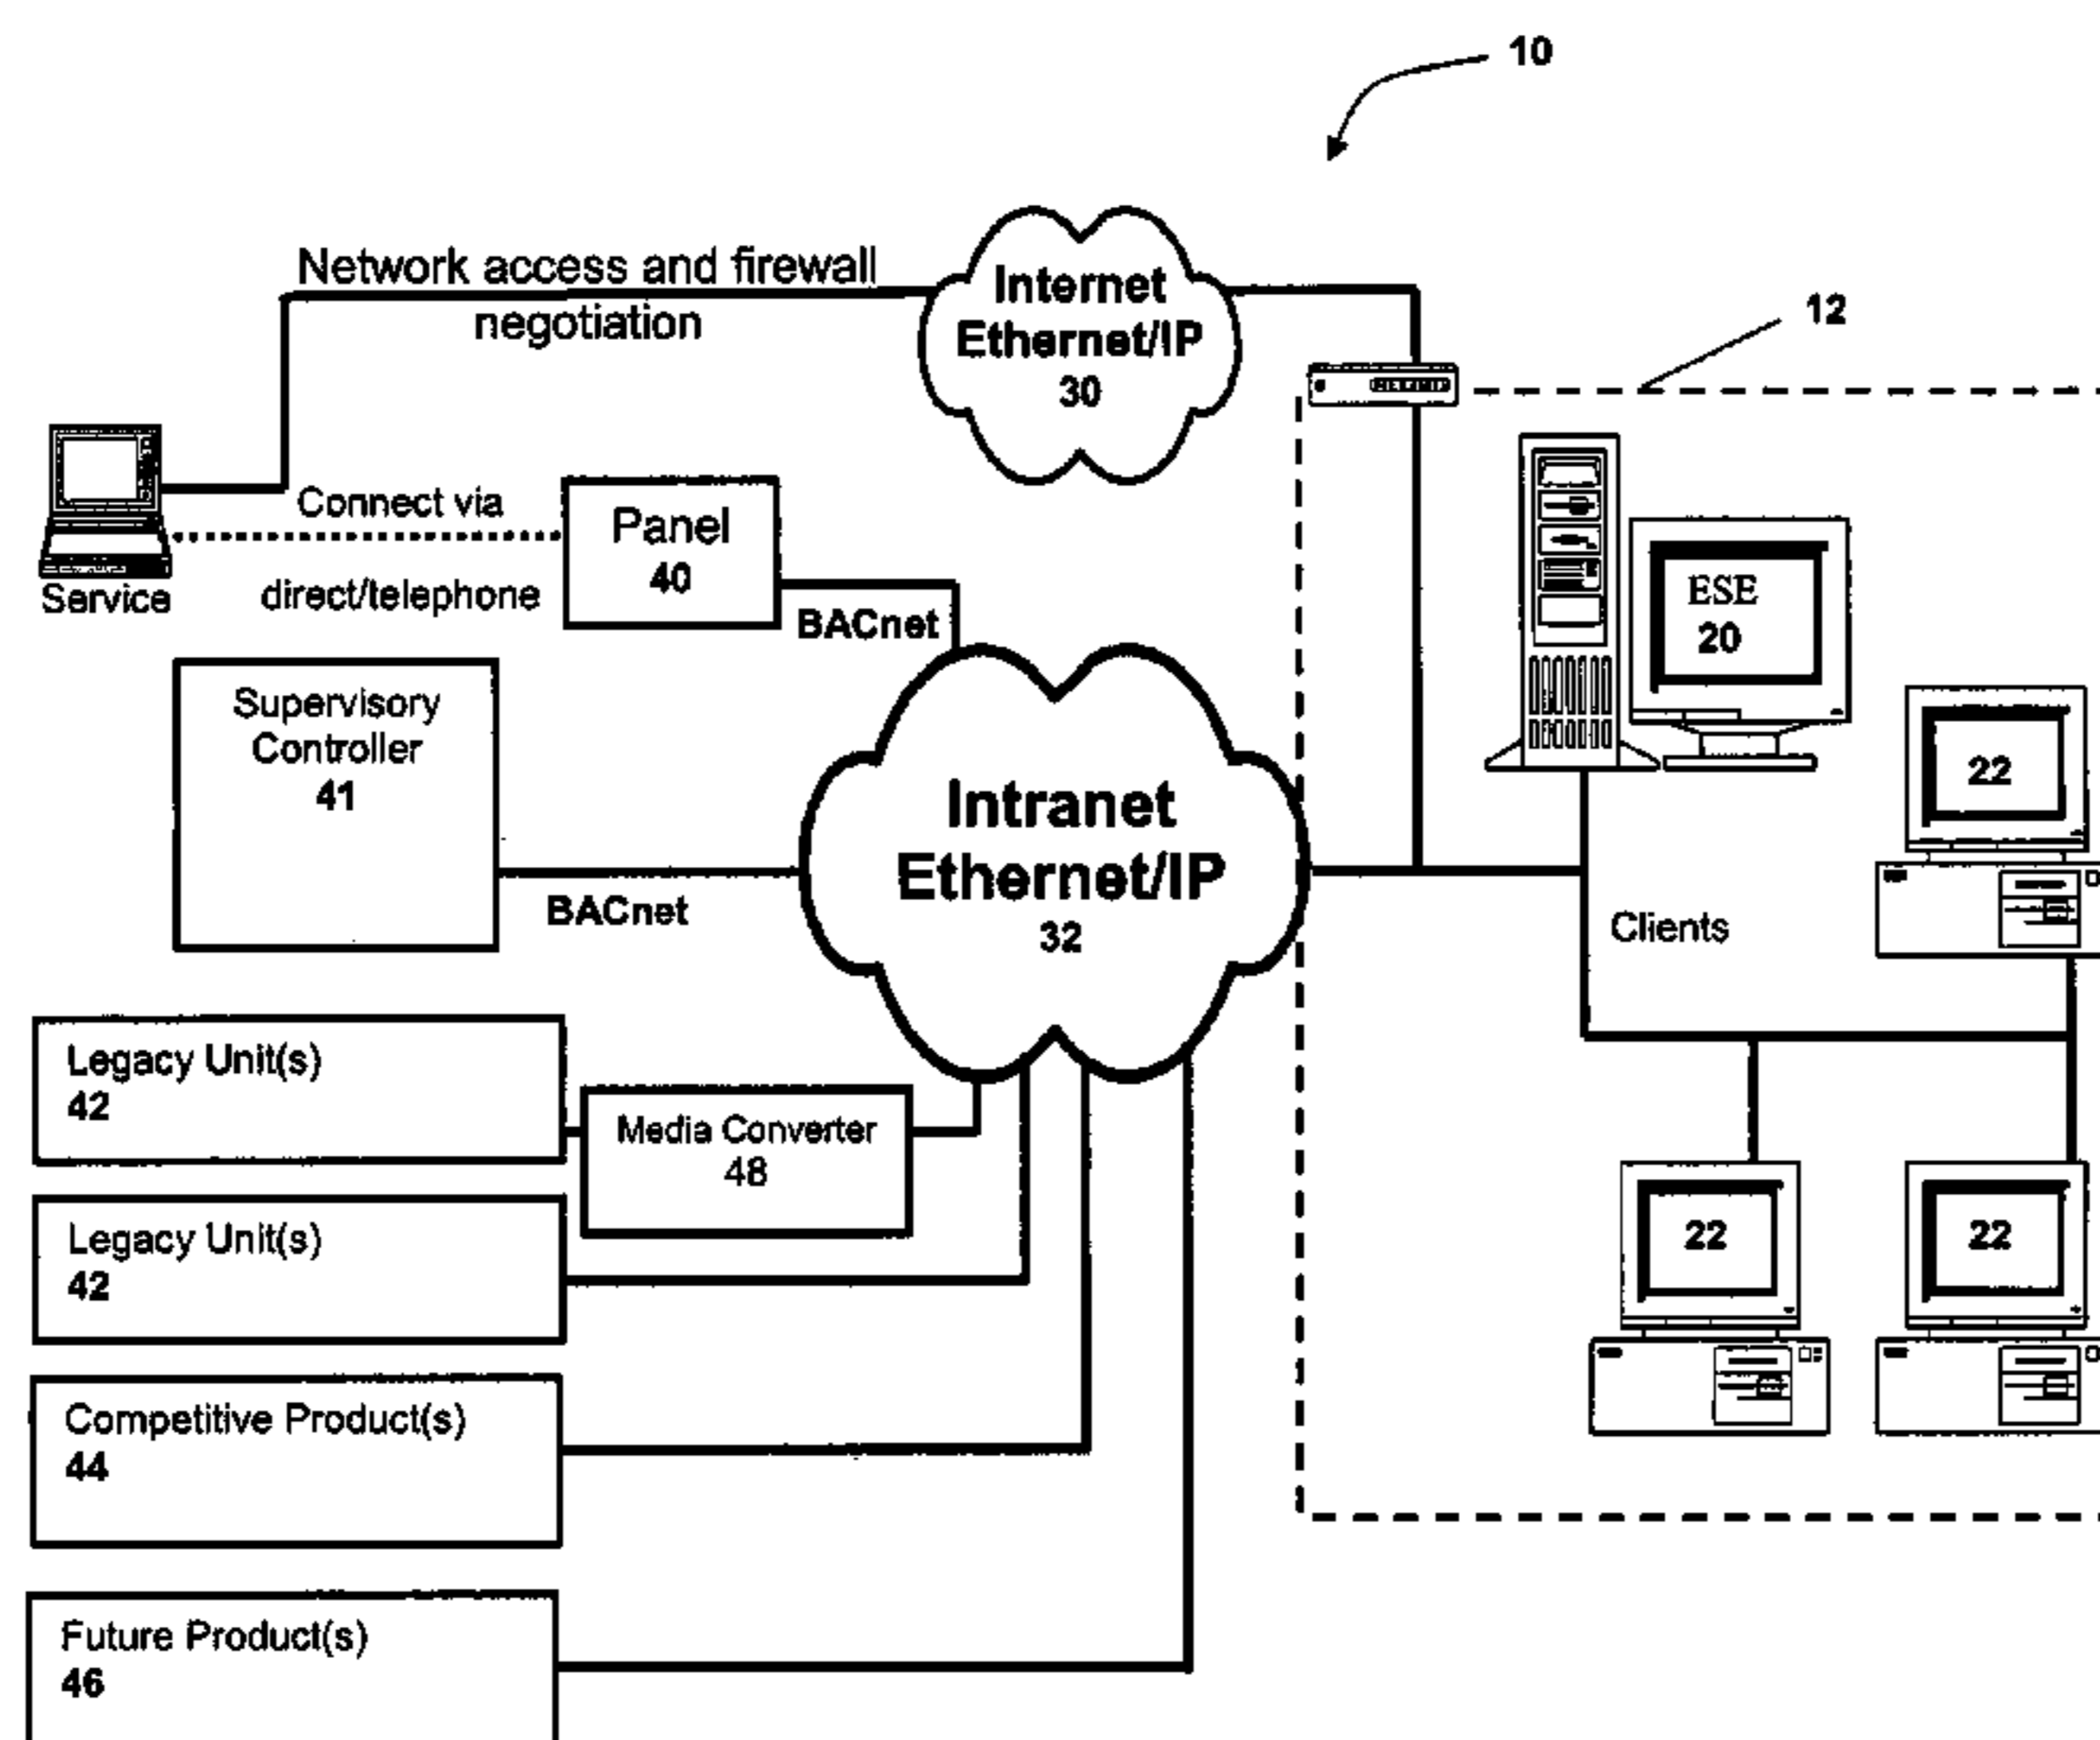 10
Network access and firewall
negotiation
Internet
Ethernet/IP
30
12
Connect via
direct/telephone
Service
Panel
40
BACnet
ESE
20
Supervisory
Controller
41
BACnet
Intranet
Ethernet/IP
32
22
Clients
Legacy Unit(s)
42
Media Converter
48
Legacy Unit(s)
42
22
22
Competitive Product(s)
44
Future Product(s)
46